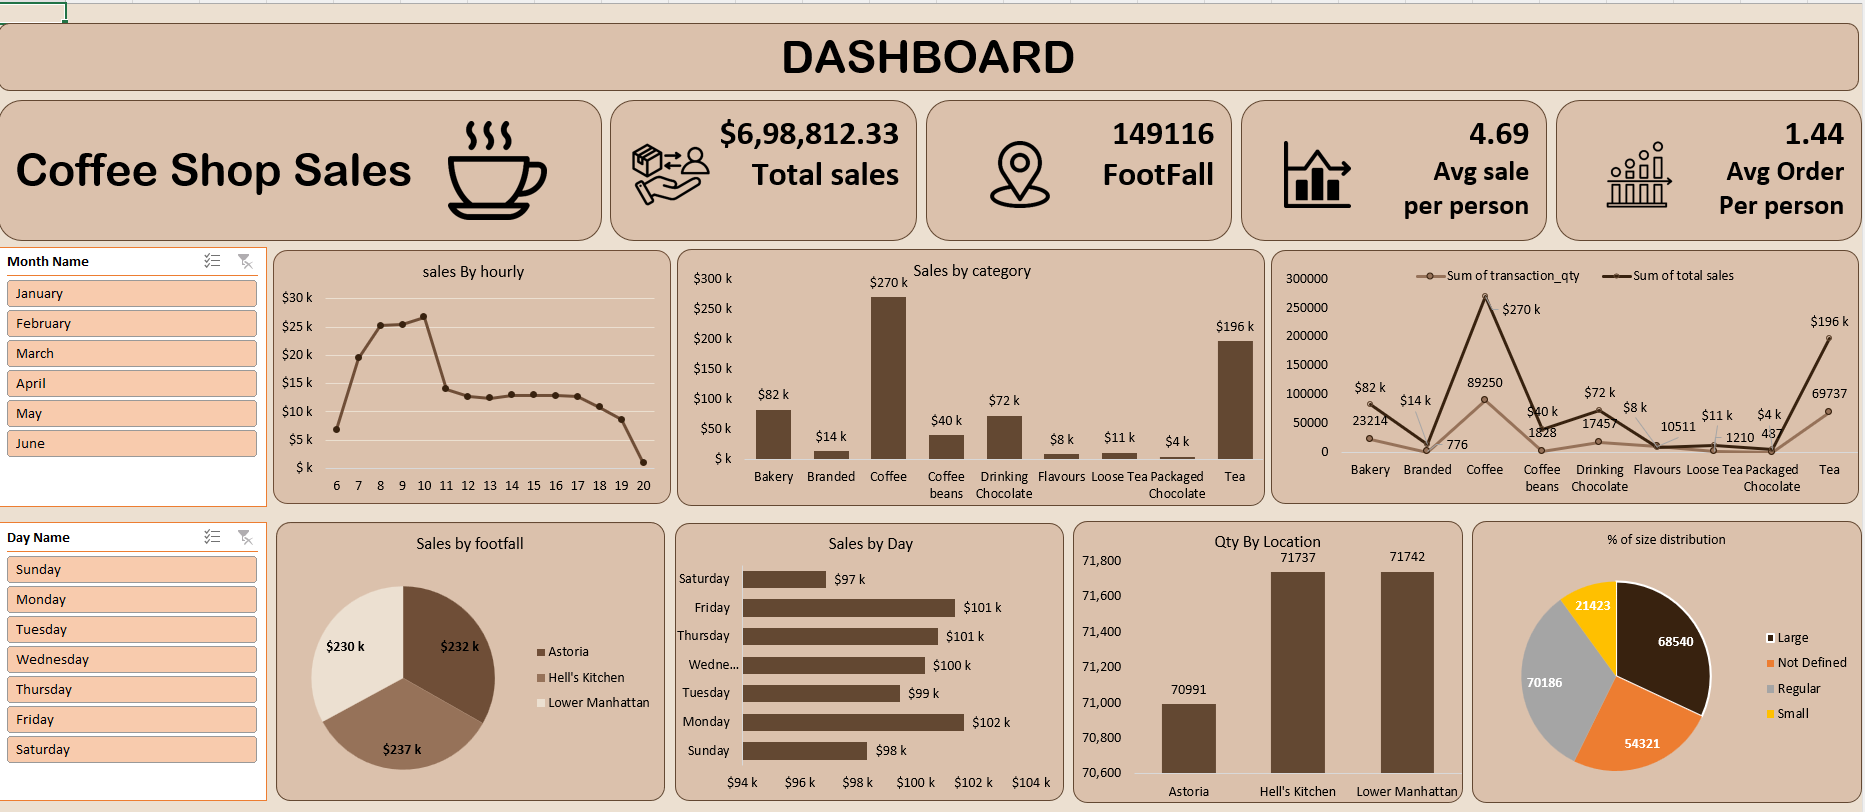 DASHBOARD
Coffee Shop Sales
$6,98,812.33
Total sales
149116
FootFall
4.69
Avg sale
per person
1.44
Avg Order
Per person
Month Name
January
February
March
April
May
June
sales By hourly
$30 k
$25 k
$20 k
$15 k
$10 k
$5 k
$ k
6 7 8 9 10 11 12 13 14 15 16 17 18 19 20
Sales by category
$300 k
$250 k
$200 k
$150 k
$100 k
$50 k
$ k
$82 k
$14 k
$270 k
$40 k
$72 k
$8 k
$11 k
$4 k
$196 k
Bakery
Branded
Coffee
Coffee
beans
Drinking
Chocolate
Flavours
Loose Tea
Packaged
Chocolate
Tea
Sum of transaction_qty
Sum of total sales
300000
250000
200000
150000
100000
50000
0
$82 k
$14 k
$270 k
$40 k
$72 k
$8 k
$11 k
$4 k
$196 k
23214
776
89250
1828
17457
10511
1210
487
69737
Bakery
Branded
Coffee
Coffee
beans
Drinking
Chocolate
Flavours
Loose Tea
Packaged
Chocolate
Tea
Day Name
Sunday
Monday
Tuesday
Wednesday
Thursday
Friday
Saturday
Sales by footfall
$230 k
$232 k
$237 k
Astoria
Hell's Kitchen
Lower Manhattan
Sales by Day
Saturday $97 k
Friday $101 k
Thursday $101 k
Wedne... $100 k
Tuesday $99 k
Monday $102 k
Sunday $98 k
$94 k $96 k $98 k $100 k $102 k $104 k
Qty By Location
71,800
71,600
71,400
71,200
71,000
70,800
70,600
70991
71737
71742
Astoria
Hell's Kitchen
Lower Manhattan
% of size distribution
21423
68540
70186
54321
Large
Not Defined
Regular
Small